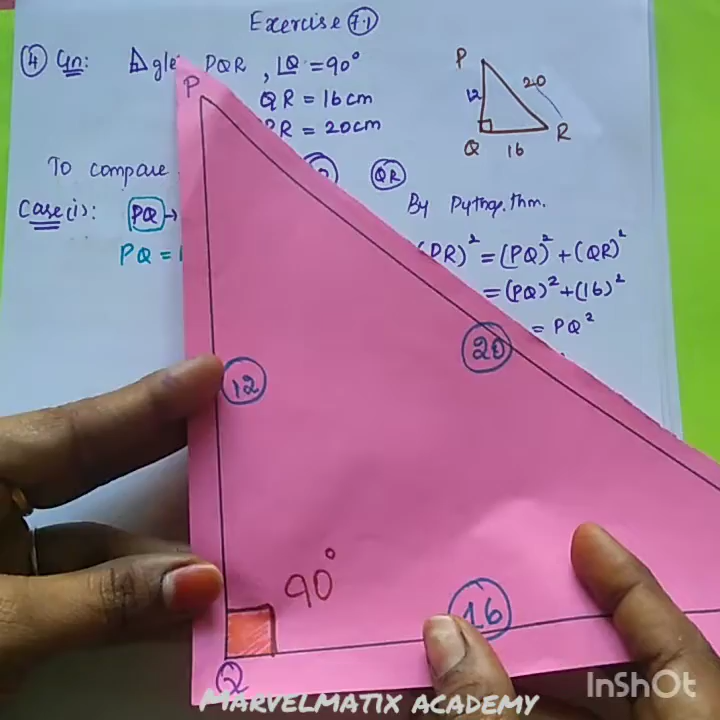 Exercise 7.1
④ Gn: △gle PQR, ∟Q = 90°
QR = 16cm
PR = 20cm
P
12
20
Q 16 R
To compare
QR
Case(i): PQ →
By Pythag. thm.
PQ = 1
(PR)² = (PQ)² + (QR)²
= (PQ)² + (16)²
= PQ²
P
12
20
90°
16
Q
MARVELMATIX ACADEMY
InShOt